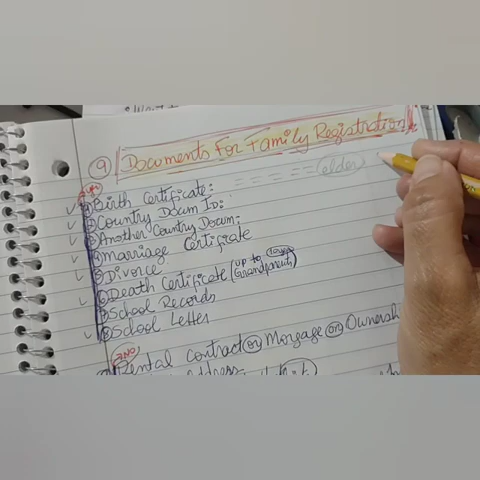 ⑨ Documents For Family Registration
① Birth Certificate: = = = = = (elder)
② Country Docum ID:
③ Another Country Docum:
④ Marriage Certificate
⑤ Divorce
⑥ Death Certificate (up to Grandparents)
⑦ School Records
⑧ School Letter
2ND
Rental Contract or Morgage or Ownershi